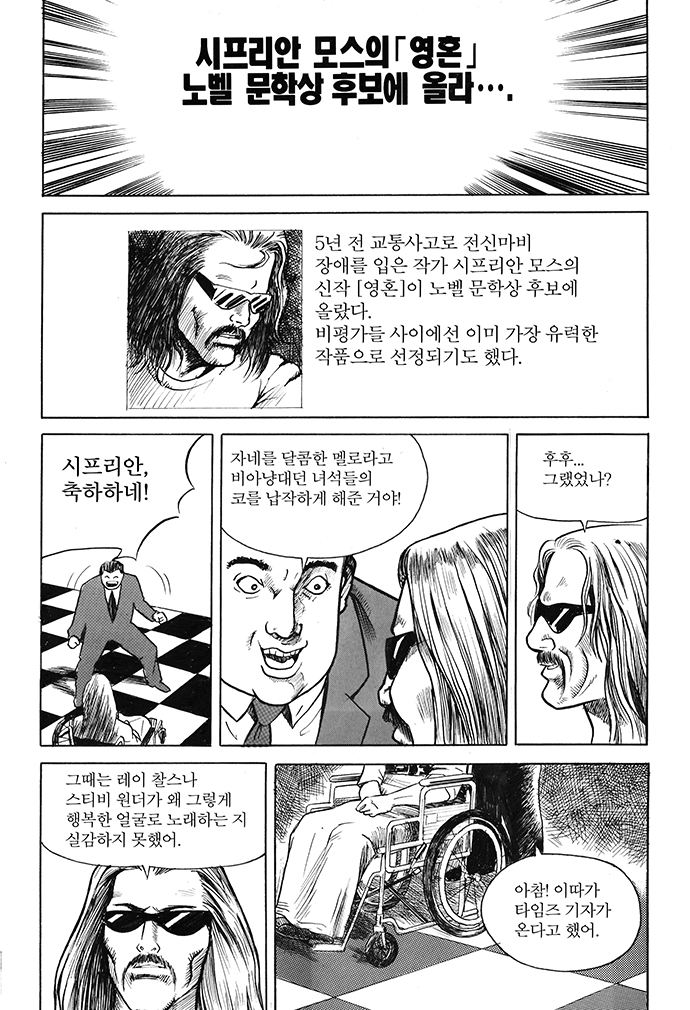 시프리안 모스의「영혼」
노벨 문학상 후보에 올라….
5년 전 교통사고로 전신마비
장애를 입은 작가 시프리안 모스의
신작 [영혼]이 노벨 문학상 후보에
올랐다.
비평가들 사이에선 이미 가장 유력한
작품으로 선정되기도 했다.
시프리안,
축하하네!
자네를 달콤한 멜로라고
비아냥대던 녀석들의
코를 납작하게 해준 거야!
후후...
그랬었나?
그때는 레이 찰스나
스티비 원더가 왜 그렇게
행복한 얼굴로 노래하는 지
실감하지 못했어.
아참! 이따가
타임즈 기자가
온다고 했어.